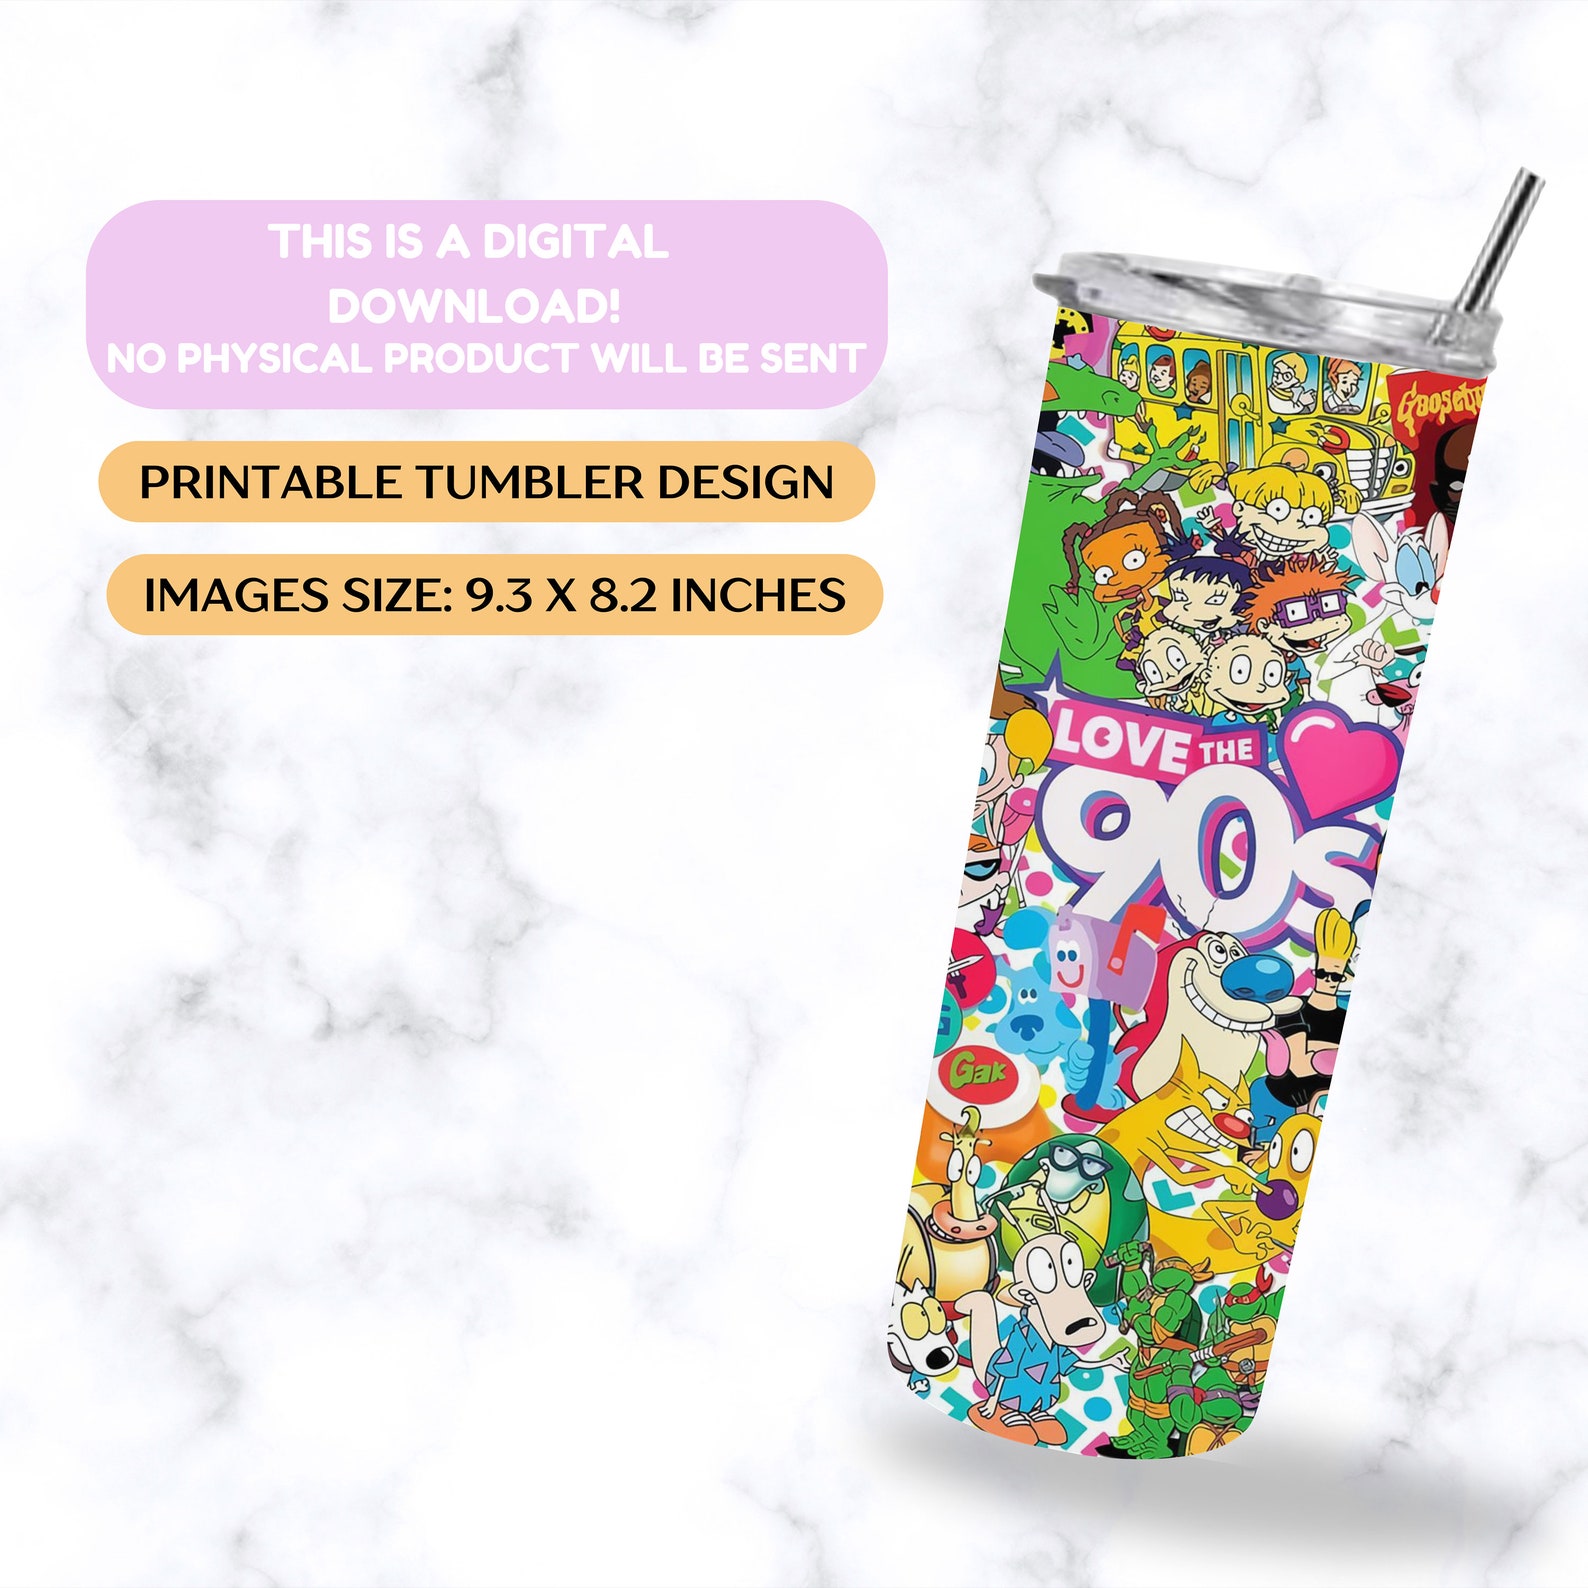 THIS IS A DIGITAL
DOWNLOAD!
NO PHYSICAL PRODUCT WILL BE SENT
PRINTABLE TUMBLER DESIGN
IMAGES SIZE: 9.3 X 8.2 INCHES
LOVE THE
90s
Gak